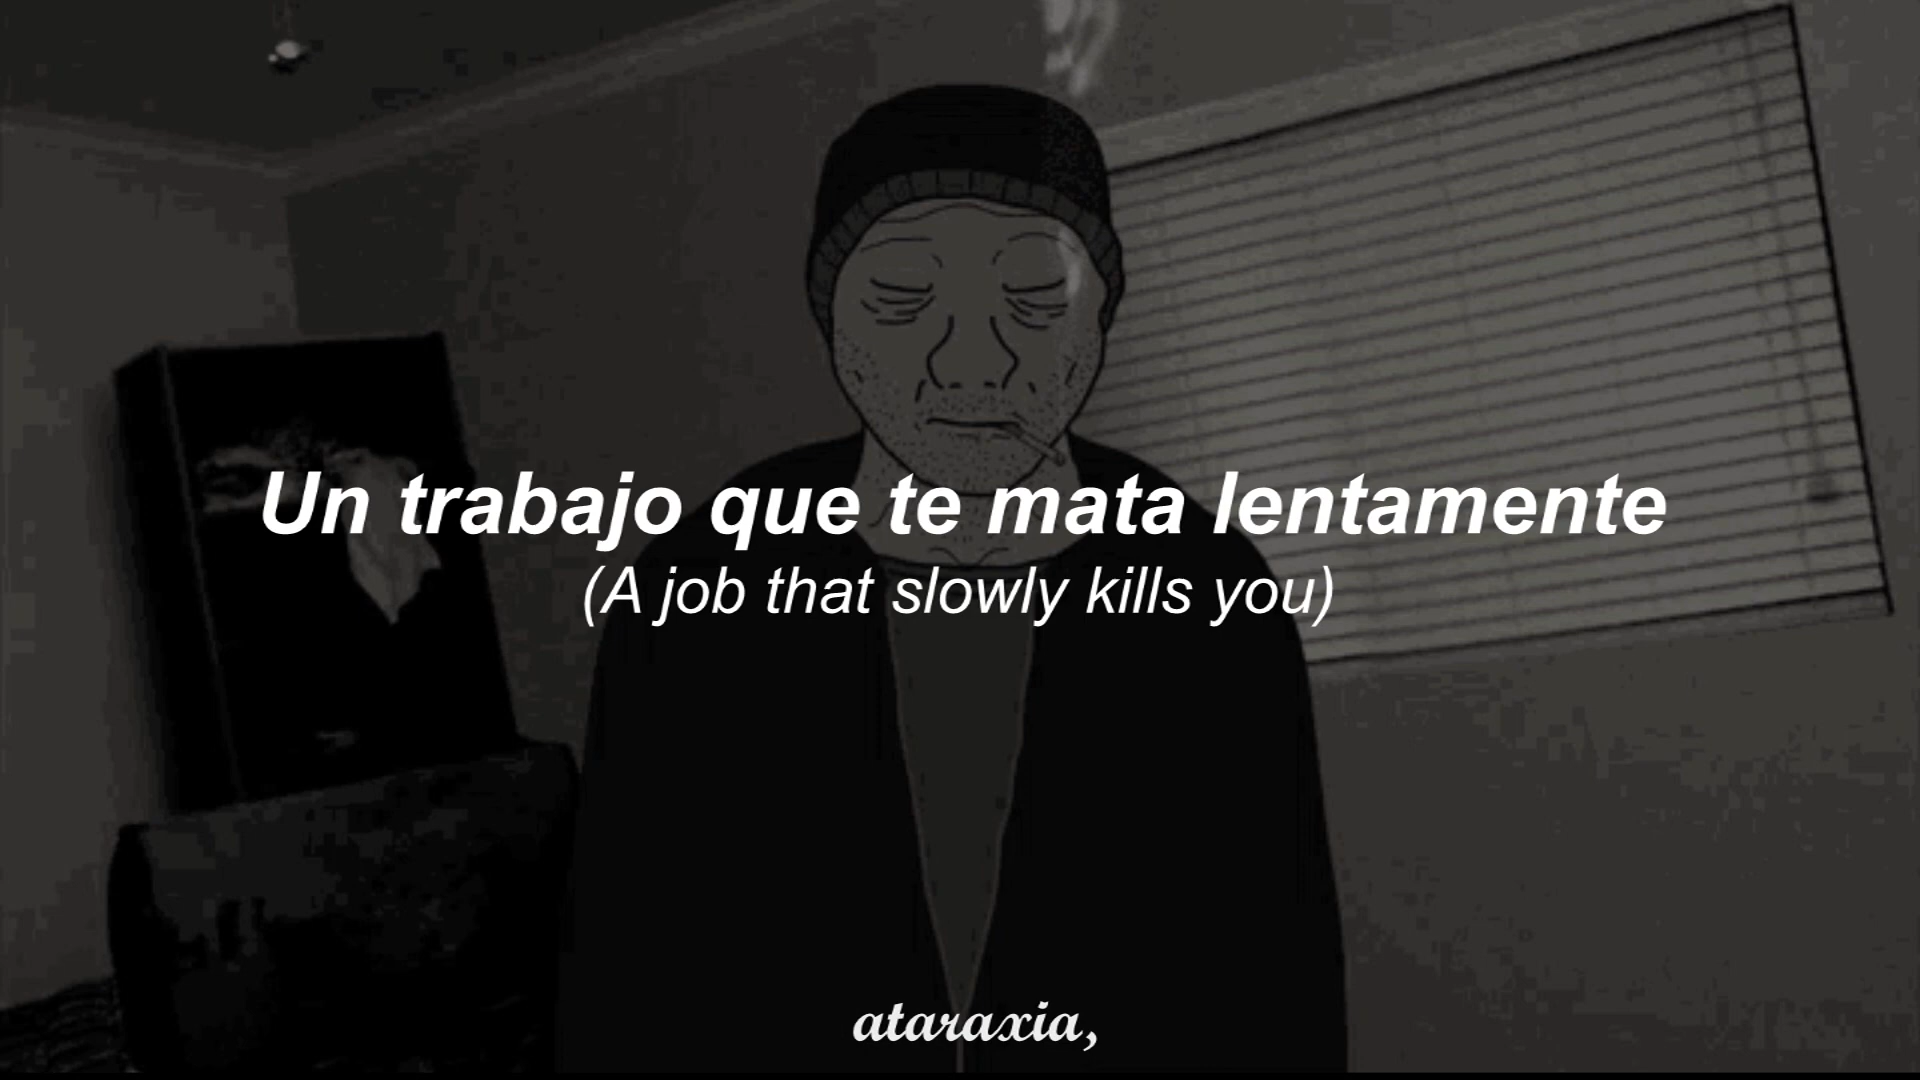 Un trabajo que te mata lentamente
(A job that slowly kills you)
ataraxia,